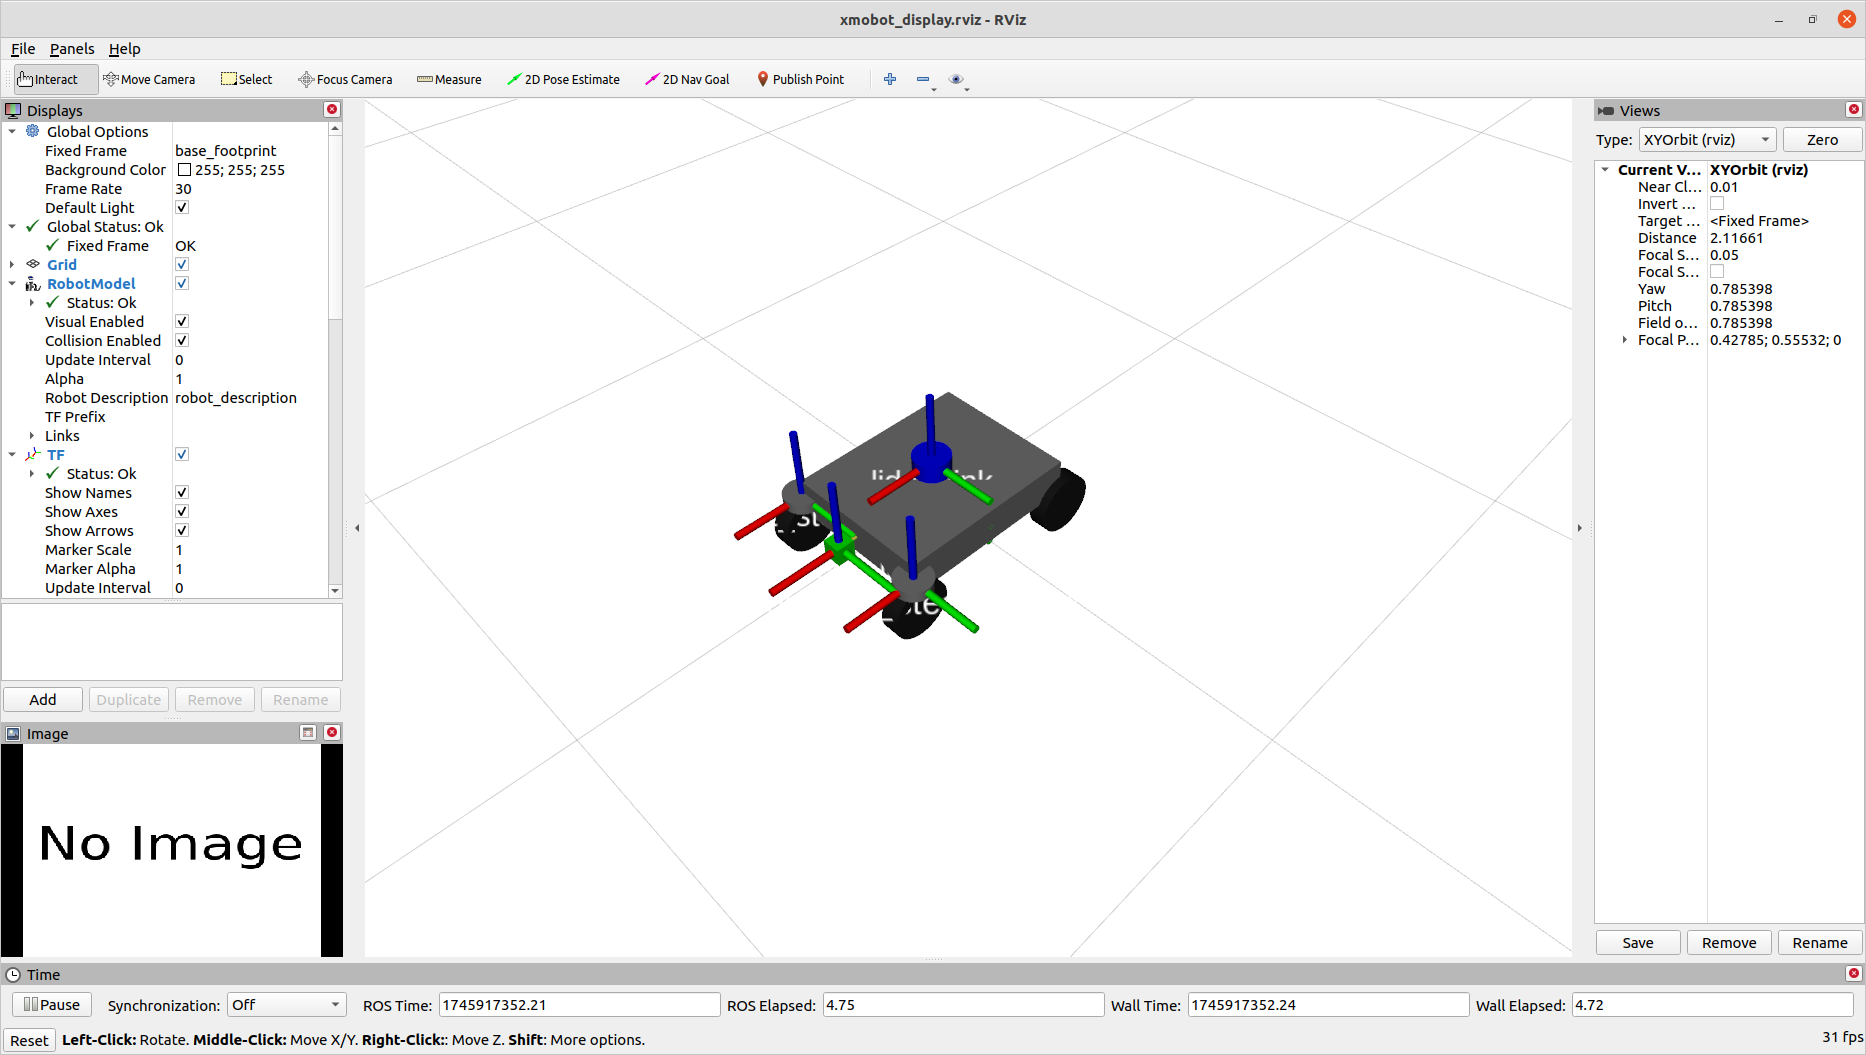 xmobot_display.rviz - RViz
File Panels Help
Interact Move Camera Select Focus Camera Measure 2D Pose Estimate 2D Nav Goal Publish Point
Displays
Global Options
Fixed Frame base_footprint
Background Color 255; 255; 255
Frame Rate 30
Default Light
Global Status: Ok
Fixed Frame OK
Grid
RobotModel
Status: Ok
Visual Enabled
Collision Enabled
Update Interval 0
Alpha 1
Robot Description robot_description
TF Prefix
Links
TF
Status: Ok
Show Names
Show Axes
Show Arrows
Marker Scale 1
Marker Alpha 1
Update Interval 0
Add Duplicate Remove Rename
Image
No Image
Views
Type: XYOrbit (rviz) Zero
Current V... XYOrbit (rviz)
Near Cl... 0.01
Invert ...
Target ... <Fixed Frame>
Distance 2.11661
Focal S... 0.05
Focal S...
Yaw 0.785398
Pitch 0.785398
Field o... 0.785398
Focal P... 0.42785; 0.55532; 0
Save Remove Rename
Time
Pause Synchronization: Off ROS Time: 1745917352.21 ROS Elapsed: 4.75 Wall Time: 1745917352.24 Wall Elapsed: 4.72
Reset Left-Click: Rotate. Middle-Click: Move X/Y. Right-Click:: Move Z. Shift: More options. 31 fps